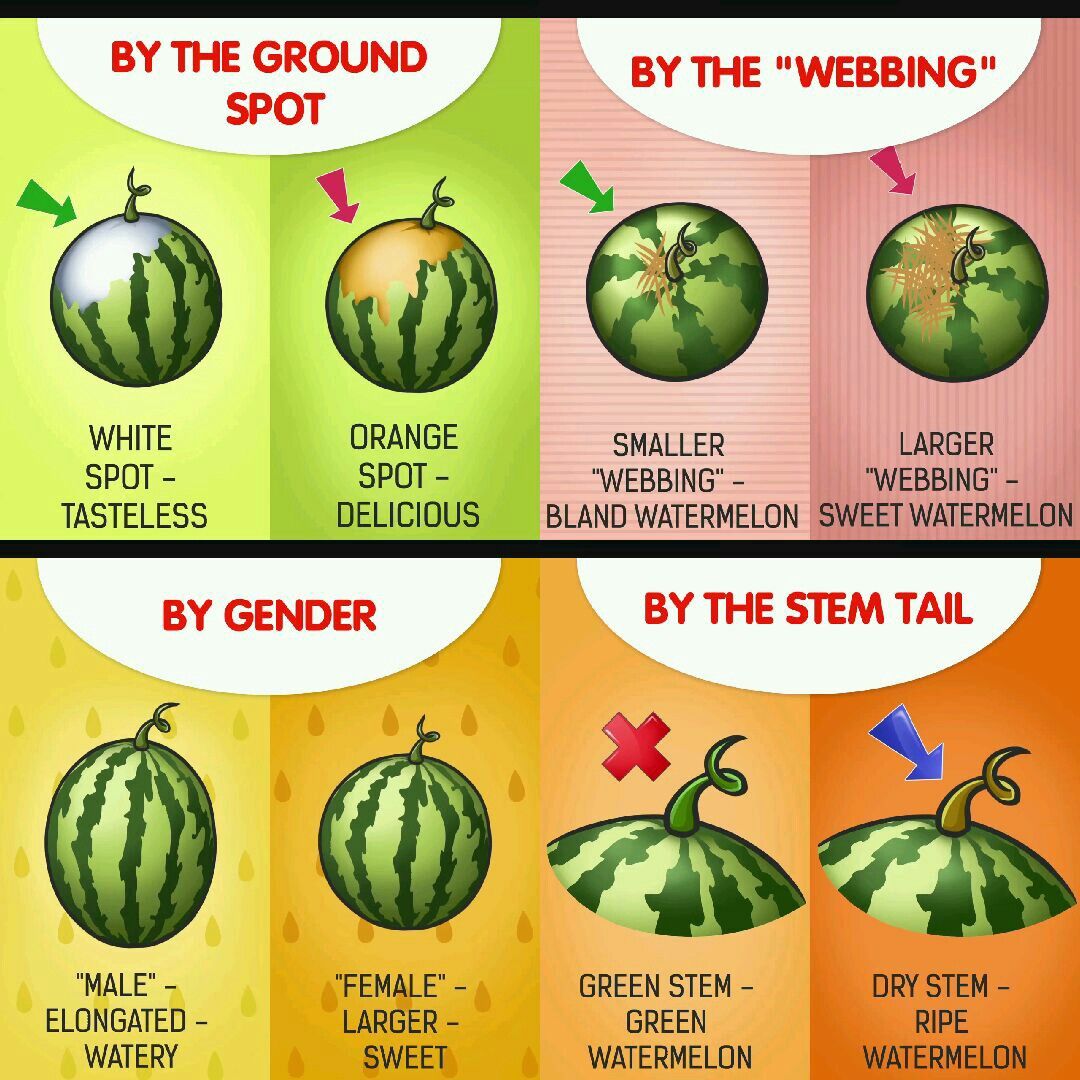 BY THE GROUND
SPOT
WHITE
SPOT –
TASTELESS
ORANGE
SPOT –
DELICIOUS
BY THE "WEBBING"
SMALLER
"WEBBING" –
BLAND WATERMELON
LARGER
"WEBBING" –
SWEET WATERMELON
BY GENDER
"MALE" –
ELONGATED –
WATERY
"FEMALE" –
LARGER –
SWEET
BY THE STEM TAIL
GREEN STEM –
GREEN
WATERMELON
DRY STEM –
RIPE
WATERMELON